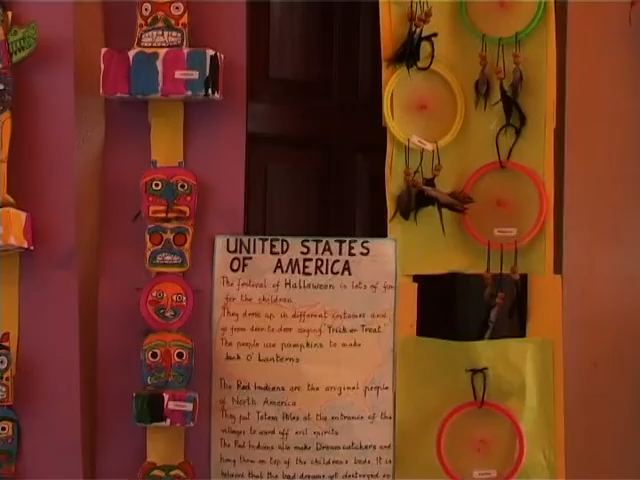 UNITED STATES
OF AMERICA
The festival of Halloween is lots of fun
for the children
They dress up in different costumes and
go from door to door saying "Trick or Treat"
The people use pumpkins to make
Jack O' Lanterns
The Red Indians are the original people
of North America
They put Totem Poles at the entrance of the
villages to ward off evil spirits
The Red Indians also make Dreamcatchers and
hang them on top of the childrens beds. It is
believed that the bad dreams get destroyed